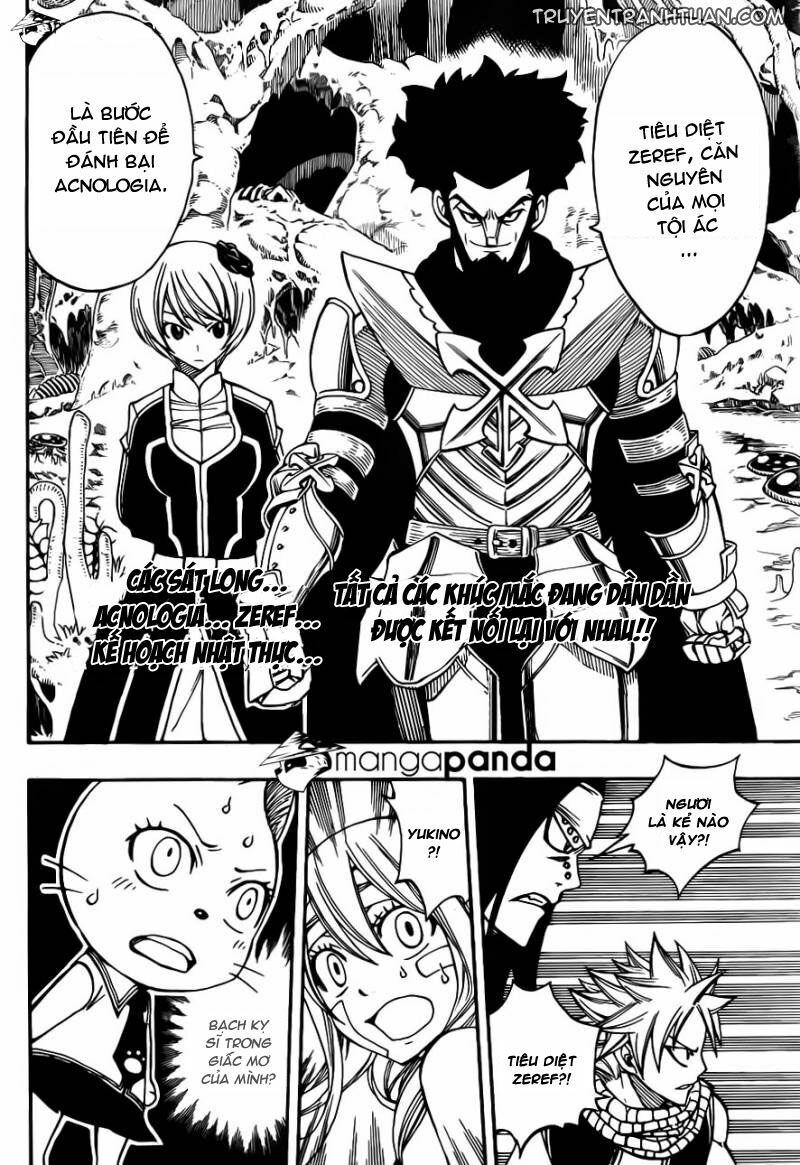 TRUYENTRANHTUAN.COM
TIÊU DIỆT
ZEREF, CĂN
NGUYÊN
CỦA MỌI
TỘI ÁC
...
LÀ BƯỚC
ĐẦU TIÊN ĐỂ
ĐÁNH BẠI
ACNOLOGIA.
CÁC SÁT LONG...
ACNOLOGIA... ZEREF...
KẾ HOẠCH NHẬT THỰC...
TẤT CẢ CÁC KHÚC MẮC ĐANG DẦN DẦN
ĐƯỢC KẾT NỐI LẠI VỚI NHAU!!
mangapanda
NGƯƠI
LÀ KẺ NÀO
VẬY?!
TIÊU DIỆT
ZEREF?!
YUKINO
?!
BẠCH KỴ
SĨ TRONG
GIẤC MƠ
CỦA MÌNH?